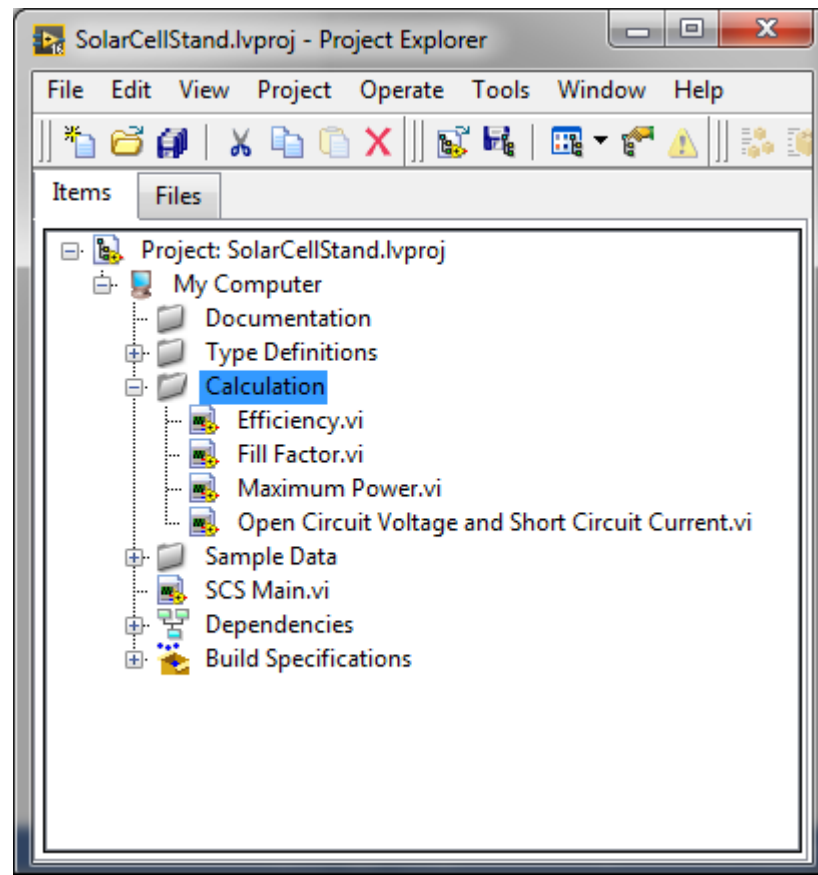 SolarCellStand.lvproj - Project Explorer
File Edit View Project Operate Tools Window Help
Items Files
Project: SolarCellStand.lvproj
My Computer
Documentation
Type Definitions
Calculation
Efficiency.vi
Fill Factor.vi
Maximum Power.vi
Open Circuit Voltage and Short Circuit Current.vi
Sample Data
SCS Main.vi
Dependencies
Build Specifications